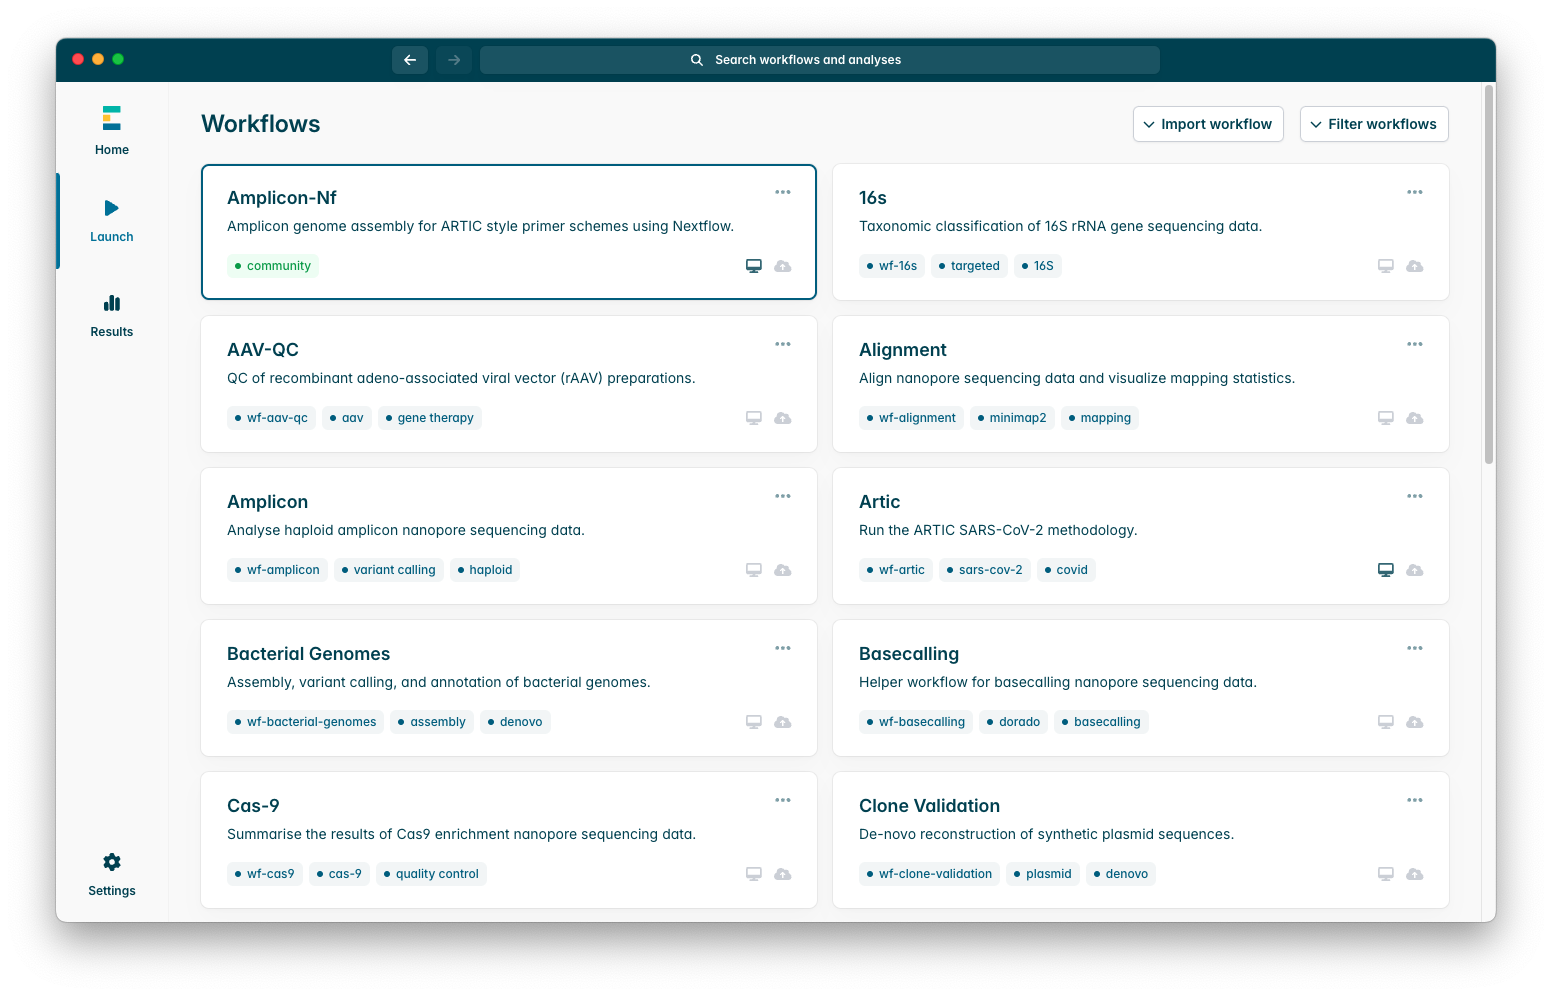 Search workflows and analyses
Home
Launch
Results
Settings
Workflows
Import workflow
Filter workflows
Amplicon-Nf
Amplicon genome assembly for ARTIC style primer schemes using Nextflow.
community
16s
Taxonomic classification of 16S rRNA gene sequencing data.
wf-16s targeted 16S
AAV-QC
QC of recombinant adeno-associated viral vector (rAAV) preparations.
wf-aav-qc aav gene therapy
Alignment
Align nanopore sequencing data and visualize mapping statistics.
wf-alignment minimap2 mapping
Amplicon
Analyse haploid amplicon nanopore sequencing data.
wf-amplicon variant calling haploid
Artic
Run the ARTIC SARS-CoV-2 methodology.
wf-artic sars-cov-2 covid
Bacterial Genomes
Assembly, variant calling, and annotation of bacterial genomes.
wf-bacterial-genomes assembly denovo
Basecalling
Helper workflow for basecalling nanopore sequencing data.
wf-basecalling dorado basecalling
Cas-9
Summarise the results of Cas9 enrichment nanopore sequencing data.
wf-cas9 cas-9 quality control
Clone Validation
De-novo reconstruction of synthetic plasmid sequences.
wf-clone-validation plasmid denovo